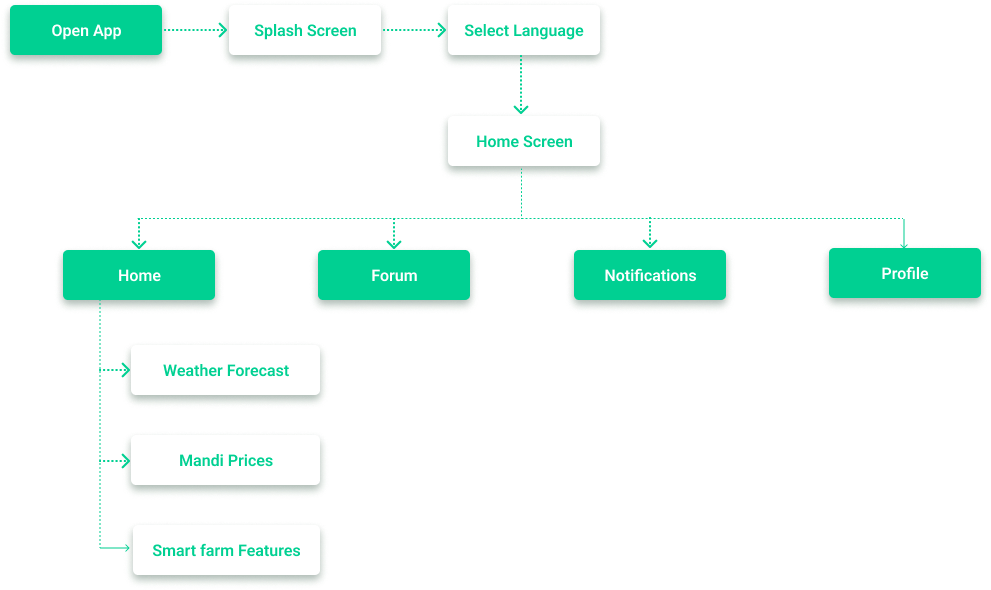 Open App
Splash Screen
Select Language
Home Screen
Home
Forum
Notifications
Profile
Weather Forecast
Mandi Prices
Smart farm Features